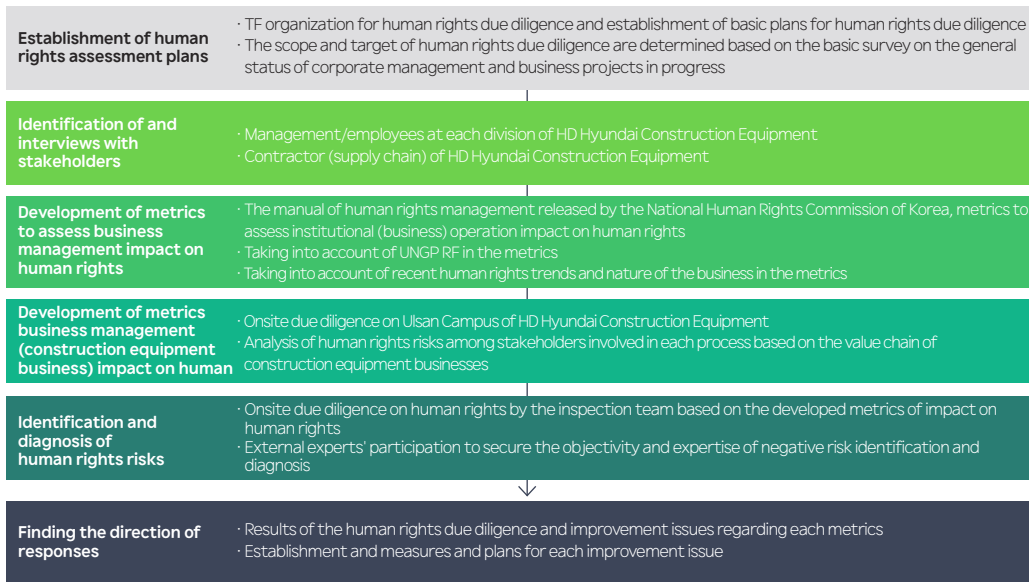 Establishment of human
rights assessment plans
· TF organization for human rights due diligence and establishment of basic plans for human rights due diligence
· The scope and target of human rights due diligence are determined based on the basic survey on the general
status of corporate management and business projects in progress
Identification of and
interviews with
stakeholders
· Management/employees at each division of HD Hyundai Construction Equipment
· Contractor (supply chain) of HD Hyundai Construction Equipment
Development of metrics
to assess business
management impact on
human rights
· The manual of human rights management released by the National Human Rights Commission of Korea, metrics to
assess institutional (business) operation impact on human rights
· Taking into account of UNGP RF in the metrics
· Taking into account of recent human rights trends and nature of the business in the metrics
Development of metrics
business management
(construction equipment
business) impact on human
· Onsite due diligence on Ulsan Campus of HD Hyundai Construction Equipment
· Analysis of human rights risks among stakeholders involved in each process based on the value chain of
construction equipment businesses
Identification and
diagnosis of
human rights risks
· Onsite due diligence on human rights by the inspection team based on the developed metrics of impact on
human rights
· External experts' participation to secure the objectivity and expertise of negative risk identification and
diagnosis
Finding the direction of
responses
· Results of the human rights due diligence and improvement issues regarding each metrics
· Establishment and measures and plans for each improvement issue